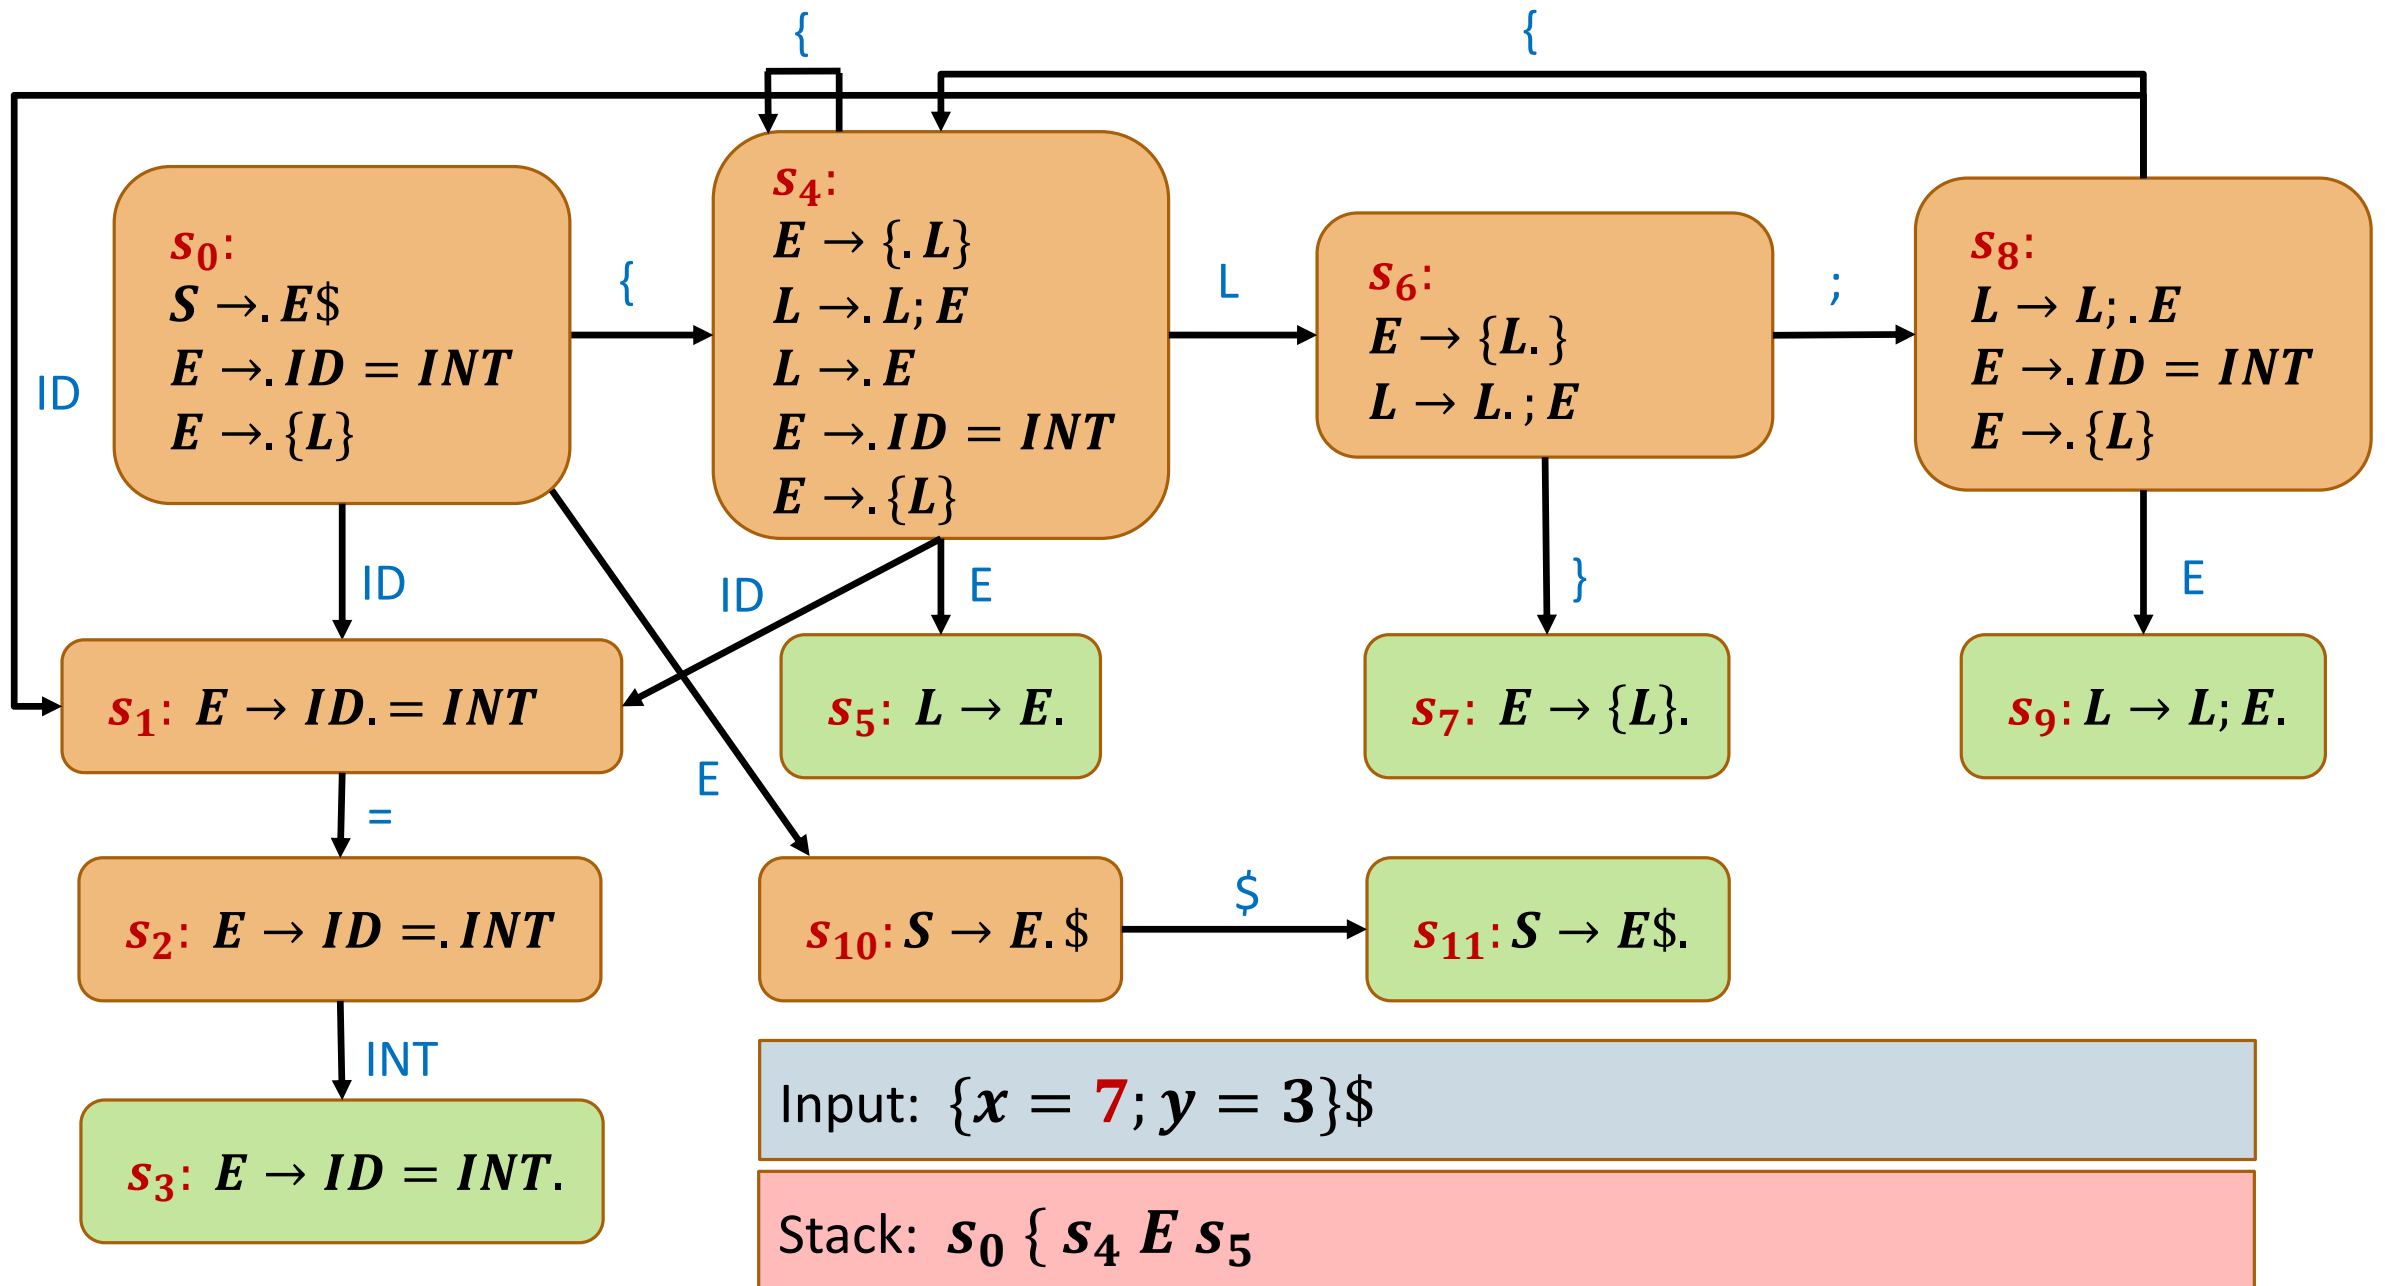 {
{
s₀:
S →. E$
E →. ID = INT
E →. {L}
{
s₄:
E → {. L}
L →. L; E
L →. E
E →. ID = INT
E →. {L}
L
s₆:
E → {L. }
L → L. ; E
;
s₈:
L → L; . E
E →. ID = INT
E →. {L}
ID
ID
ID
E
}
E
s₁: E → ID. = INT
s₅: L → E.
s₇: E → {L}.
s₉: L → L; E.
=
E
s₂: E → ID =. INT
s₁₀: S → E. $
$
s₁₁: S → E$.
INT
s₃: E → ID = INT.
Input: {x = 7; y = 3}$
Stack: s₀ { s₄ E s₅